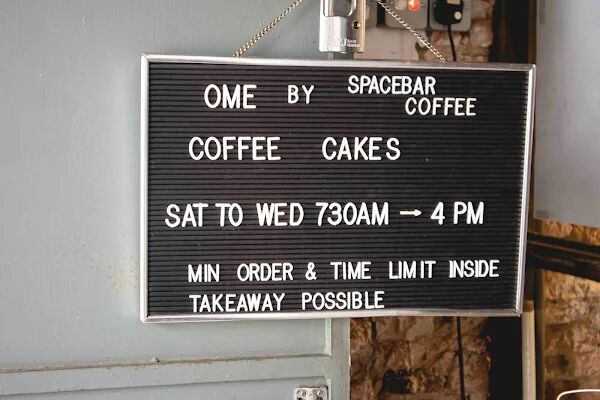 OME BY SPACEBAR
COFFEE
COFFEE CAKES
SAT TO WED 730AM → 4 PM
MIN ORDER & TIME LIMIT INSIDE
TAKEAWAY POSSIBLE